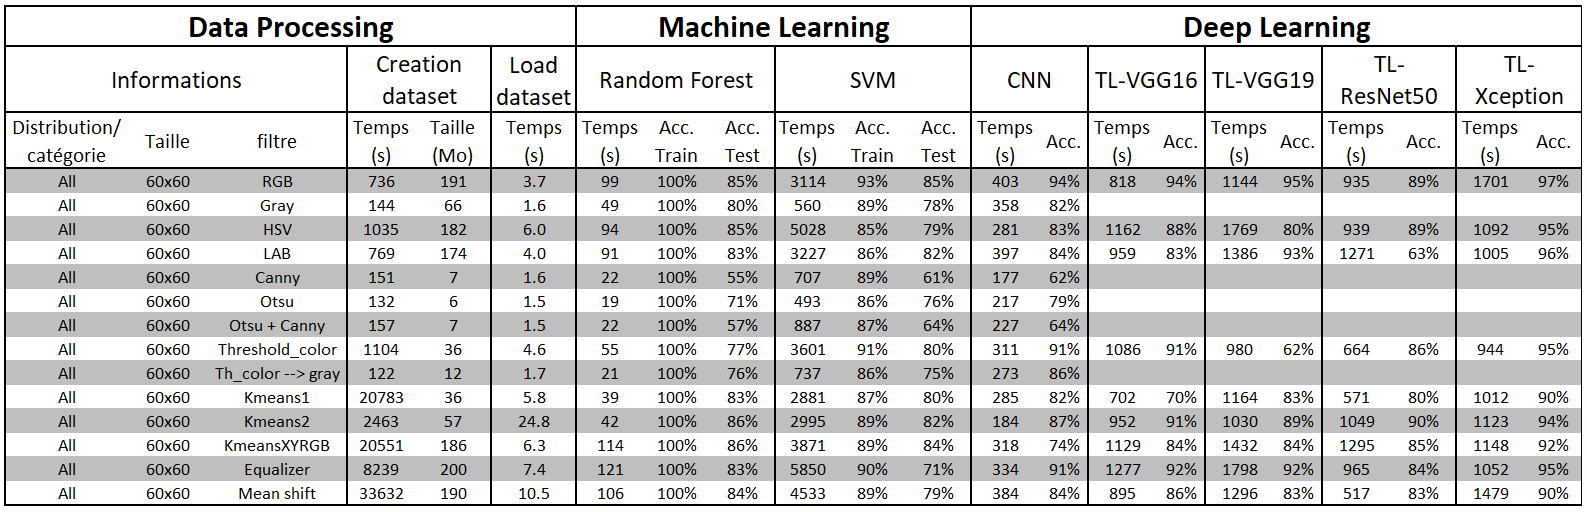 Data Processing Machine Learning Deep Learning
Informations Creation dataset Load dataset Random Forest SVM CNN TL-VGG16 TL-VGG19 TL-ResNet50 TL-Xception
Distribution/catégorie Taille filtre Temps (s) Taille (Mo) Temps (s) Temps (s) Acc. Train Acc. Test Temps (s) Acc. Train Acc. Test Temps (s) Acc. Temps (s) Acc. Temps (s) Acc. Temps (s) Acc. Temps (s) Acc.
All 60x60 RGB 736 191 3.7 99 100% 85% 3114 93% 85% 403 94% 818 94% 1144 95% 935 89% 1701 97%
All 60x60 Gray 144 66 1.6 49 100% 80% 560 89% 78% 358 82%
All 60x60 HSV 1035 182 6.0 94 100% 85% 5028 85% 79% 281 83% 1162 88% 1769 80% 939 89% 1092 95%
All 60x60 LAB 769 174 4.0 91 100% 83% 3227 86% 82% 397 84% 959 83% 1386 93% 1271 63% 1005 96%
All 60x60 Canny 151 7 1.6 22 100% 55% 707 89% 61% 177 62%
All 60x60 Otsu 132 6 1.5 19 100% 71% 493 86% 76% 217 79%
All 60x60 Otsu + Canny 157 7 1.5 22 100% 57% 887 87% 64% 227 64%
All 60x60 Threshold_color 1104 36 4.6 55 100% 77% 3601 91% 80% 311 91% 1086 91% 980 62% 664 86% 944 95%
All 60x60 Th_color --> gray 122 12 1.7 21 100% 76% 737 86% 75% 273 86%
All 60x60 Kmeans1 20783 36 5.8 39 100% 83% 2881 87% 80% 285 82% 702 70% 1164 83% 571 80% 1012 90%
All 60x60 Kmeans2 2463 57 24.8 42 100% 86% 2995 89% 82% 184 87% 952 91% 1030 89% 1049 90% 1123 94%
All 60x60 KmeansXYRGB 20551 186 6.3 114 100% 86% 3871 89% 84% 318 74% 1129 84% 1432 84% 1295 85% 1148 92%
All 60x60 Equalizer 8239 200 7.4 121 100% 83% 5850 90% 71% 334 91% 1277 92% 1798 92% 965 84% 1052 95%
All 60x60 Mean shift 33632 190 10.5 106 100% 84% 4533 89% 79% 384 84% 895 86% 1296 83% 517 83% 1479 90%